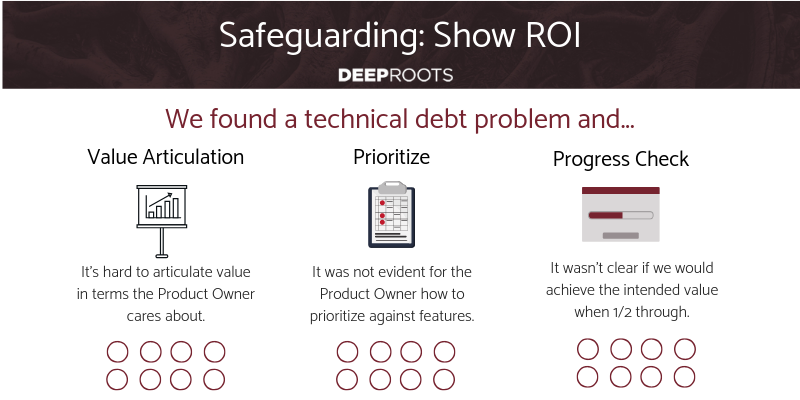 Safeguarding: Show ROI
DEEPROOTS
We found a technical debt problem and...
Value Articulation
It's hard to articulate value
in terms the Product Owner
cares about.
Prioritize
It was not evident for the
Product Owner how to
prioritize against features.
Progress Check
It wasn't clear if we would
achieve the intended value
when 1/2 through.